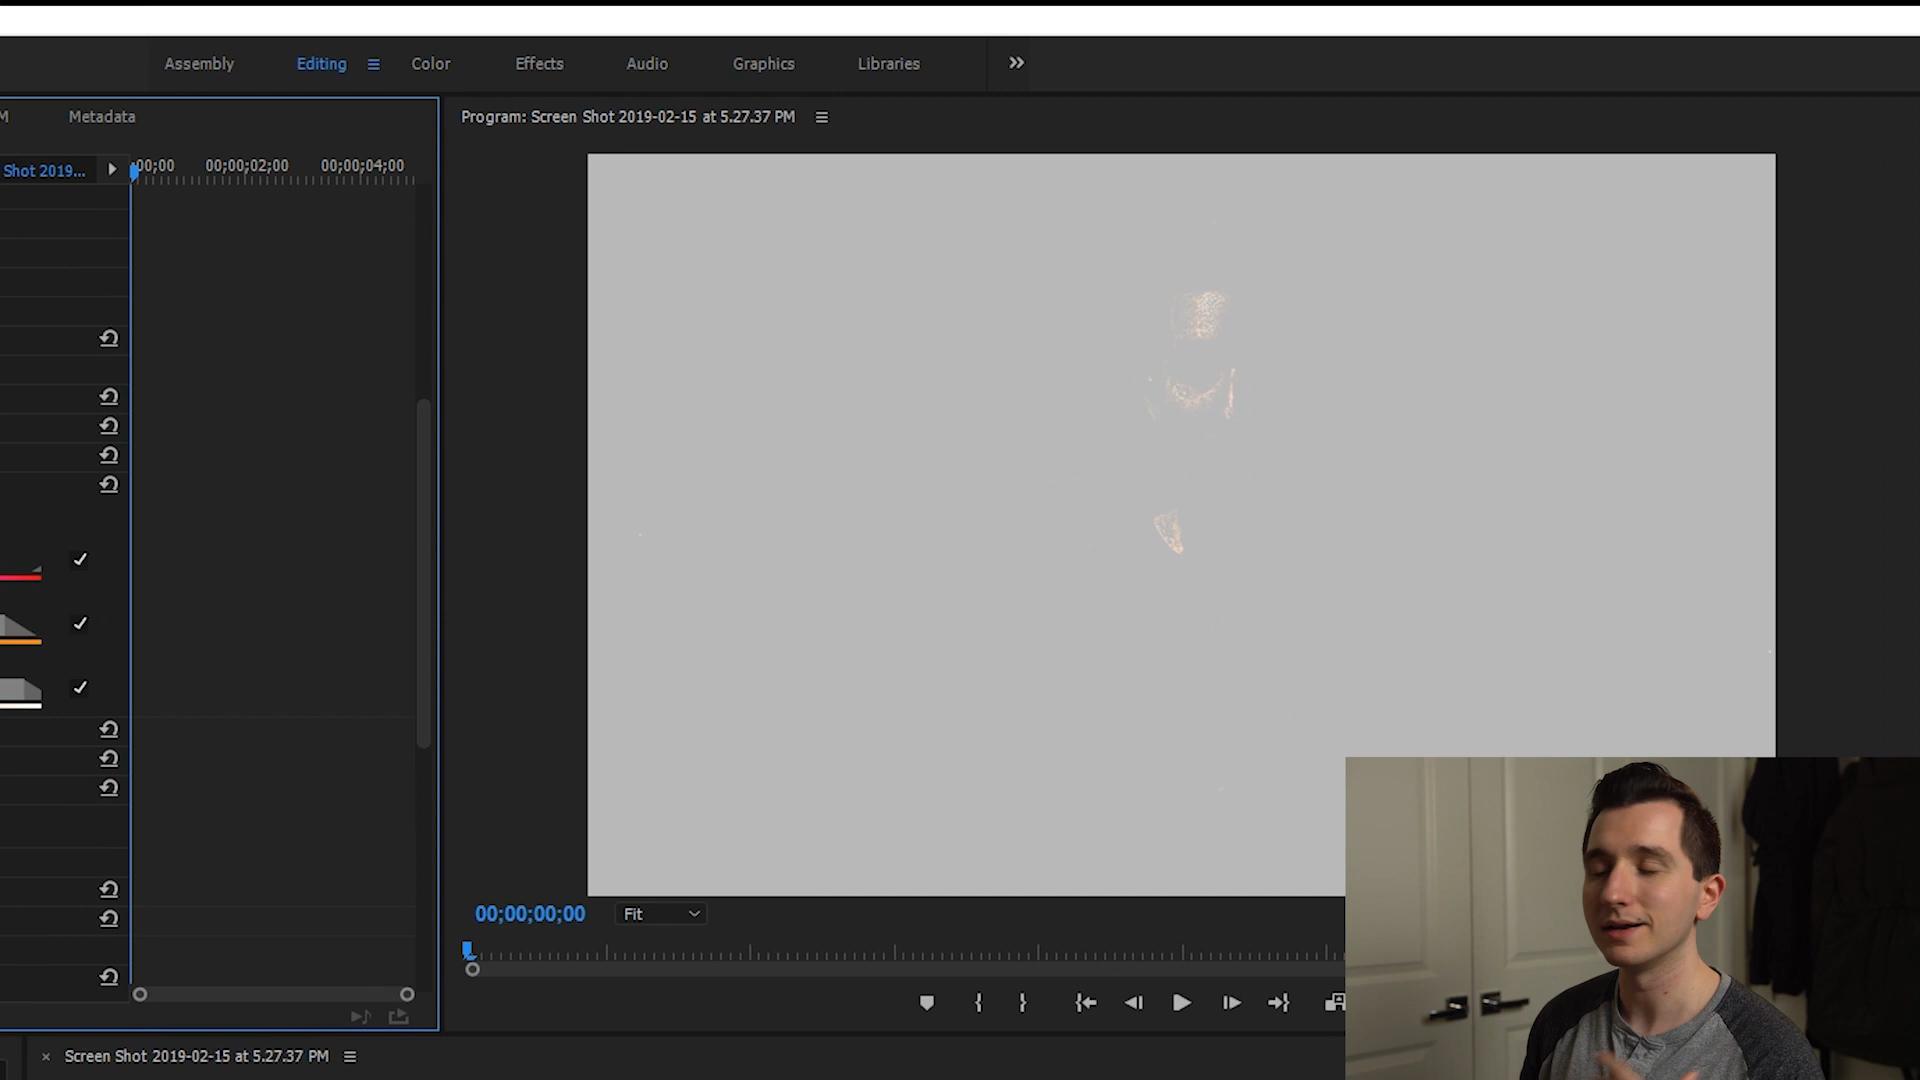 Assembly
Editing
Color
Effects
Audio
Graphics
Libraries
M
Metadata
Program: Screen Shot 2019-02-15 at 5.27.37 PM
Shot 2019...
:00;00
00;00;02;00
00;00;04;00
00;00;00;00
Fit
Screen Shot 2019-02-15 at 5.27.37 PM